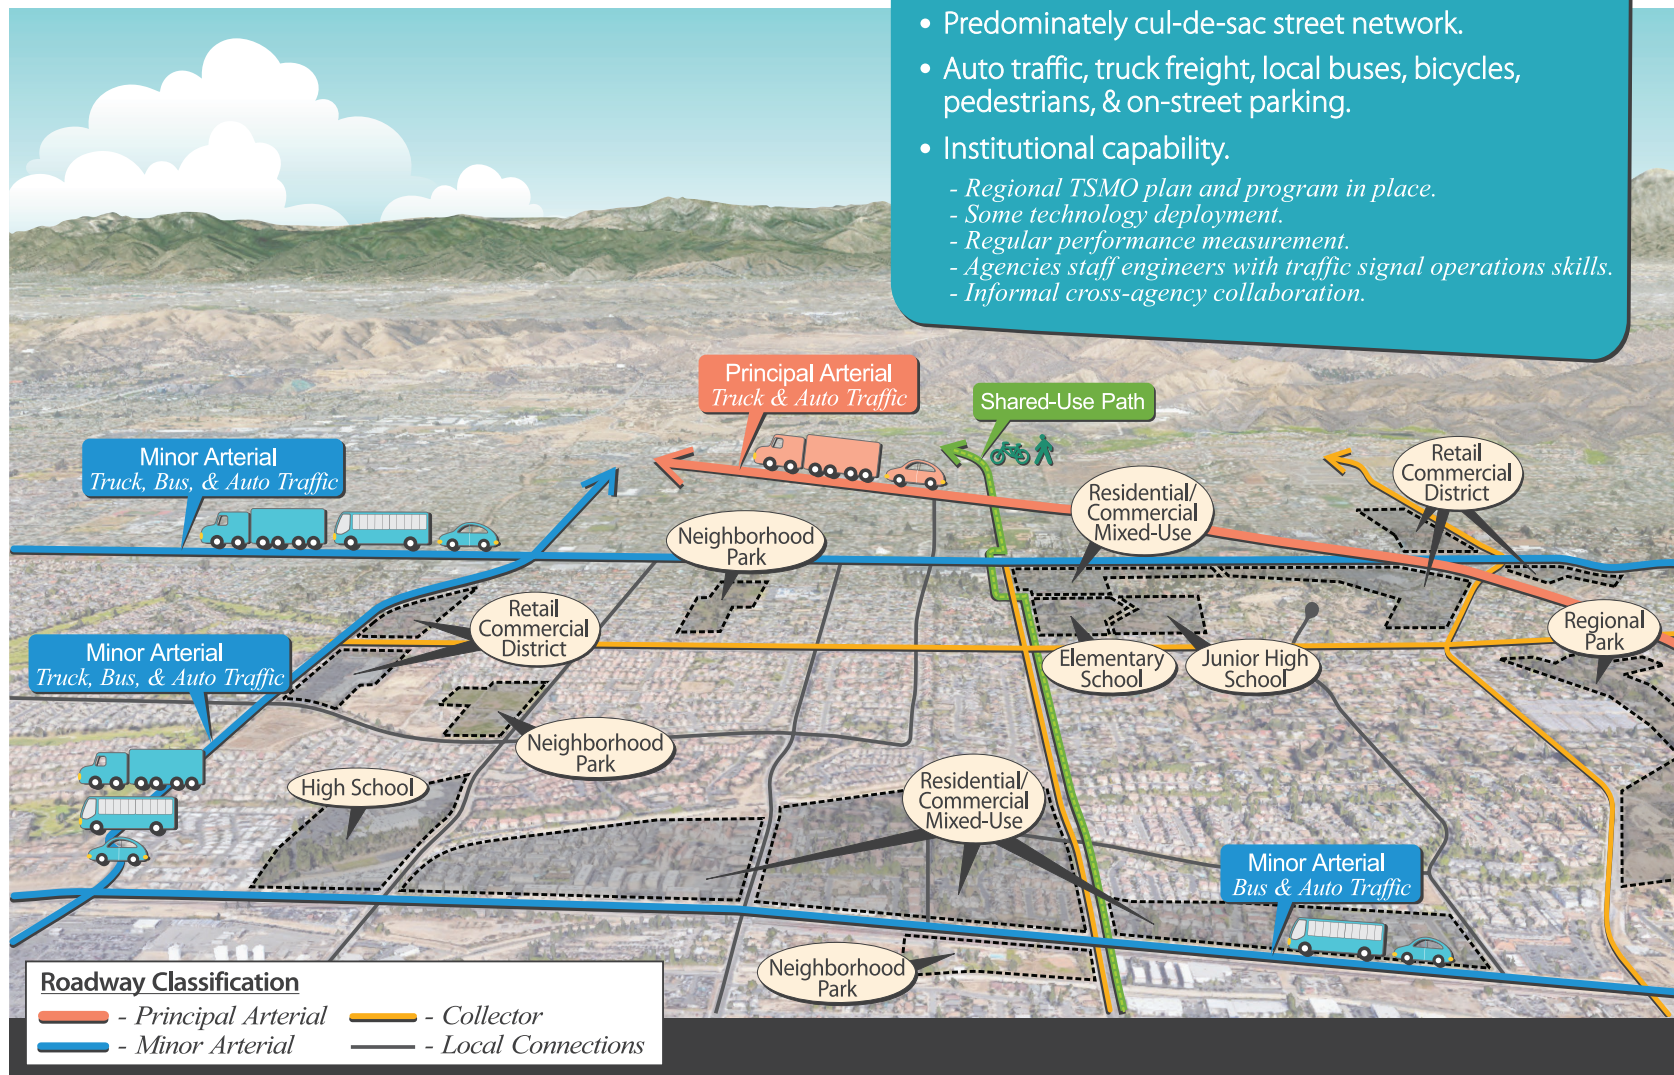 • Predominately cul-de-sac street network.
• Auto traffic, truck freight, local buses, bicycles,
pedestrians, & on-street parking.
• Institutional capability.
- Regional TSMO plan and program in place.
- Some technology deployment.
- Regular performance measurement.
- Agencies staff engineers with traffic signal operations skills.
- Informal cross-agency collaboration.
Principal Arterial
Truck & Auto Traffic
Shared-Use Path
Minor Arterial
Truck, Bus, & Auto Traffic
Retail
Commercial
District
Residential/
Commercial
Mixed-Use
Neighborhood
Park
Retail
Commercial
District
Regional
Park
Minor Arterial
Truck, Bus, & Auto Traffic
Elementary
School
Junior High
School
Neighborhood
Park
High School
Residential/
Commercial
Mixed-Use
Minor Arterial
Bus & Auto Traffic
Neighborhood
Park
Roadway Classification
- Principal Arterial
- Collector
- Minor Arterial
- Local Connections